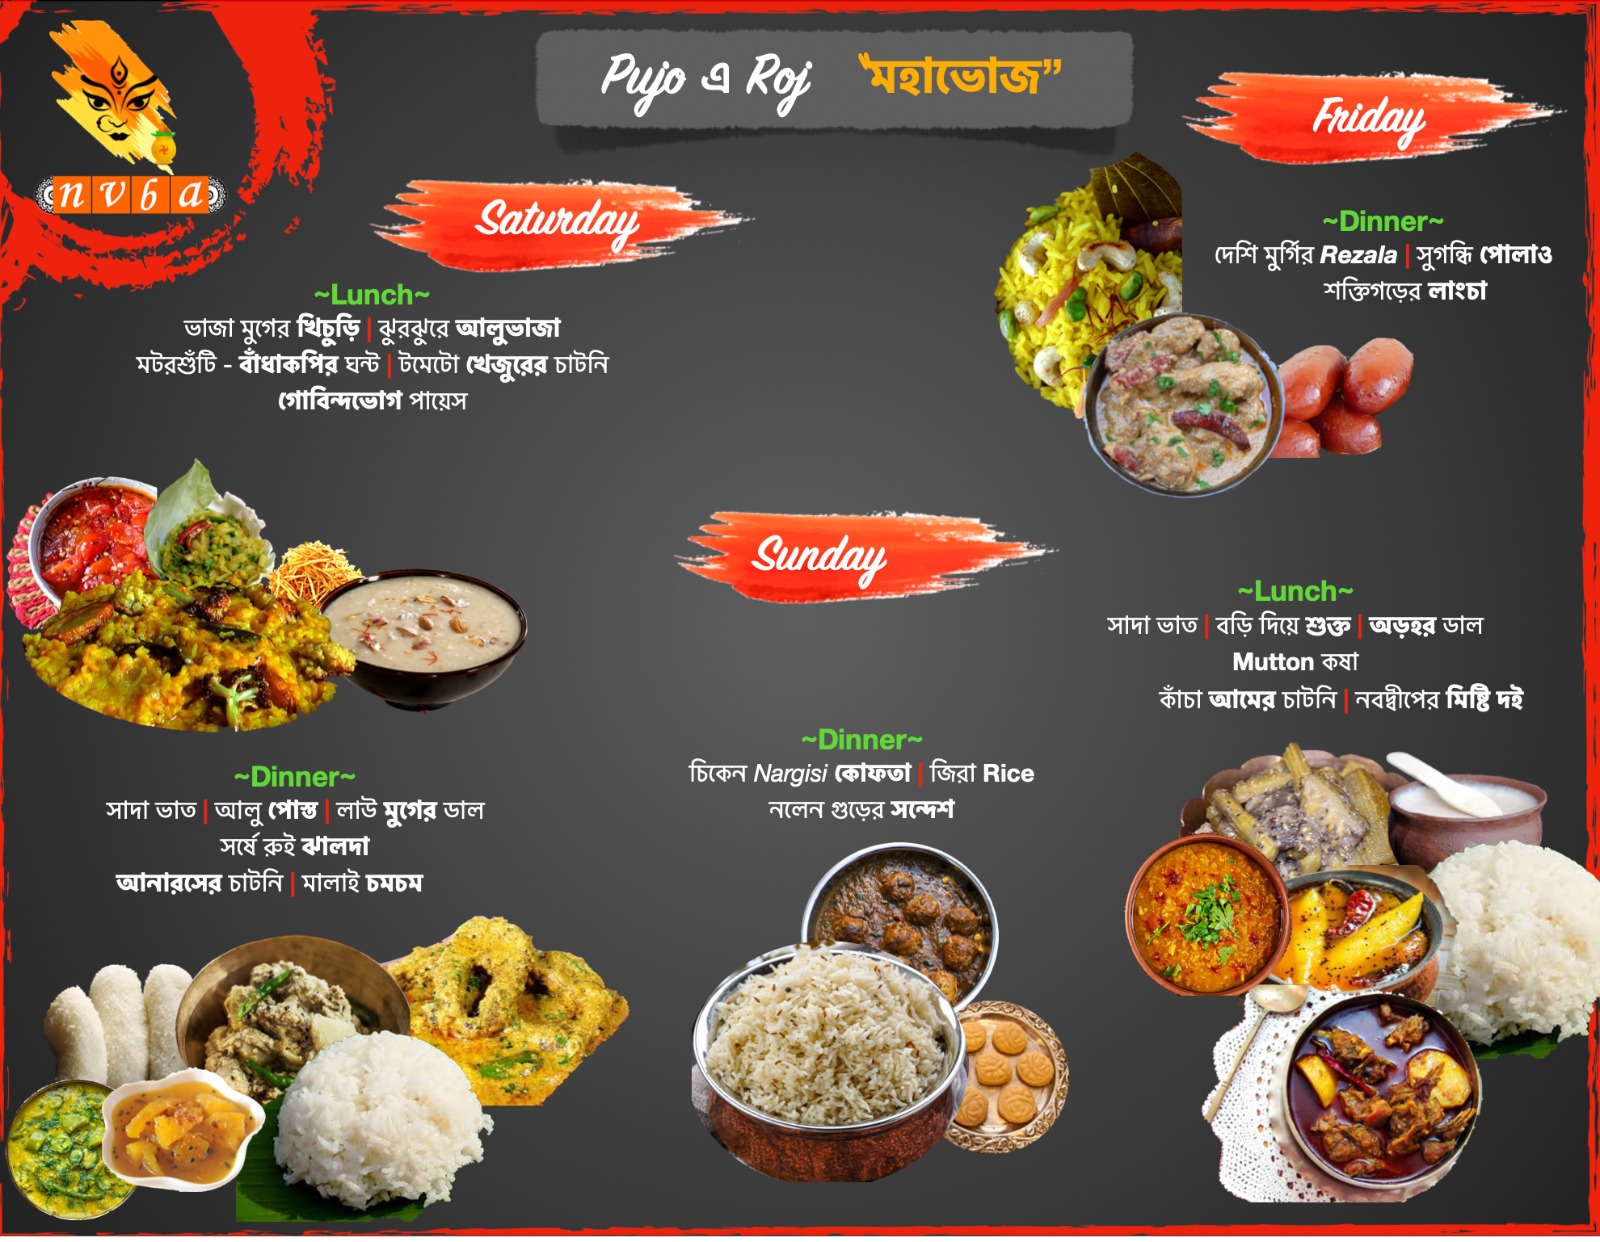 nvba
Pujo এ Roj “মহাভোজ”
Friday
~Dinner~
দেশি মুর্গির Rezala | সুগন্ধি পোলাও
শক্তিগড়ের লাংচা
Saturday
~Lunch~
ভাজা মুগের খিচুড়ি | ঝুরঝুরে আলুভাজা
মটরশুঁটি - বাঁধাকপির ঘন্ট | টমেটো খেজুরের চাটনি
গোবিন্দভোগ পায়েস
~Dinner~
সাদা ভাত | আলু পোস্ত | লাউ মুগের ডাল
সর্ষে রুই ঝালদা
আনারসের চাটনি | মালাই চমচম
Sunday
~Lunch~
সাদা ভাত | বড়ি দিয়ে শুক্ত | অড়হর ডাল
Mutton কষা
কাঁচা আমের চাটনি | নবদ্বীপের মিষ্টি দই
~Dinner~
চিকেন Nargisi কোফতা | জিরা Rice
নলেন গুড়ের সন্দেশ